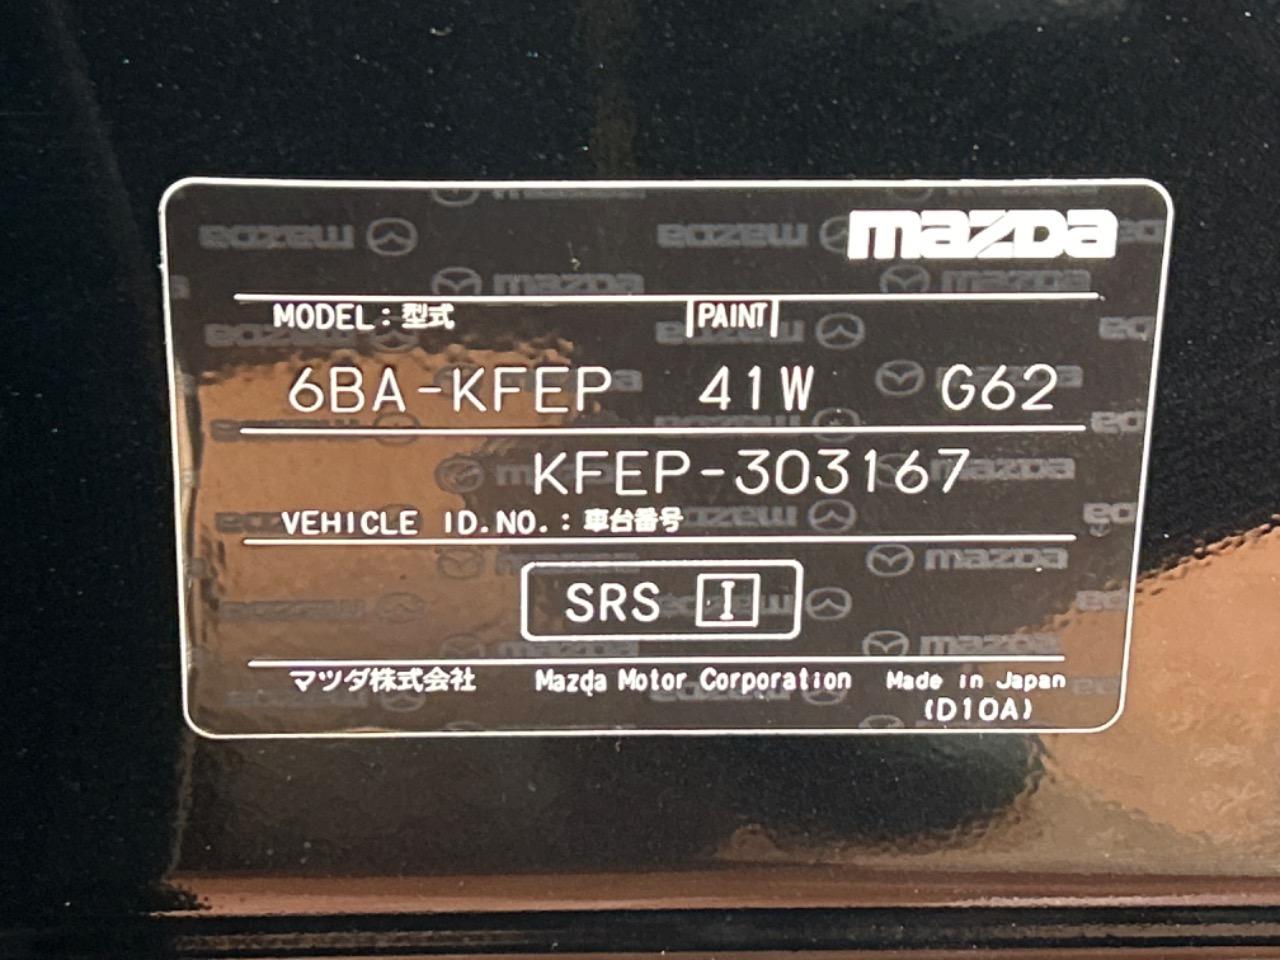 mazda
MODEL：型式 PAINT
6BA-KFEP 41W G62
KFEP-303167
VEHICLE ID.NO.：車台番号
SRS I
マツダ株式会社 Mazda Motor Corporation Made in Japan
(D10A)